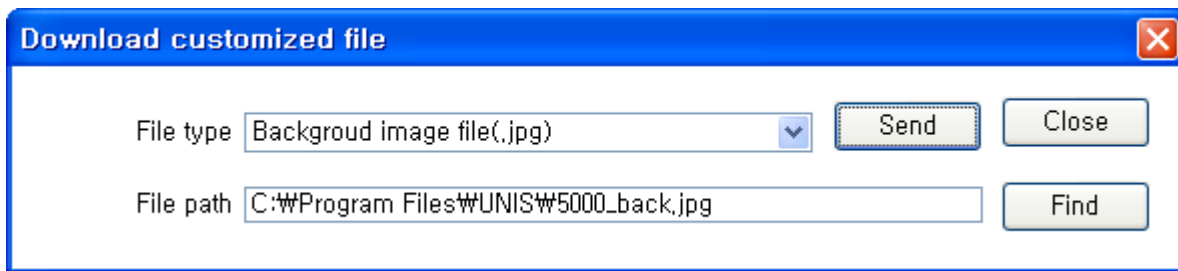 Download customized file
File type Backgroud image file(,jpg) Send Close
File path C:₩Program Files₩UNIS₩5000_back,jpg Find